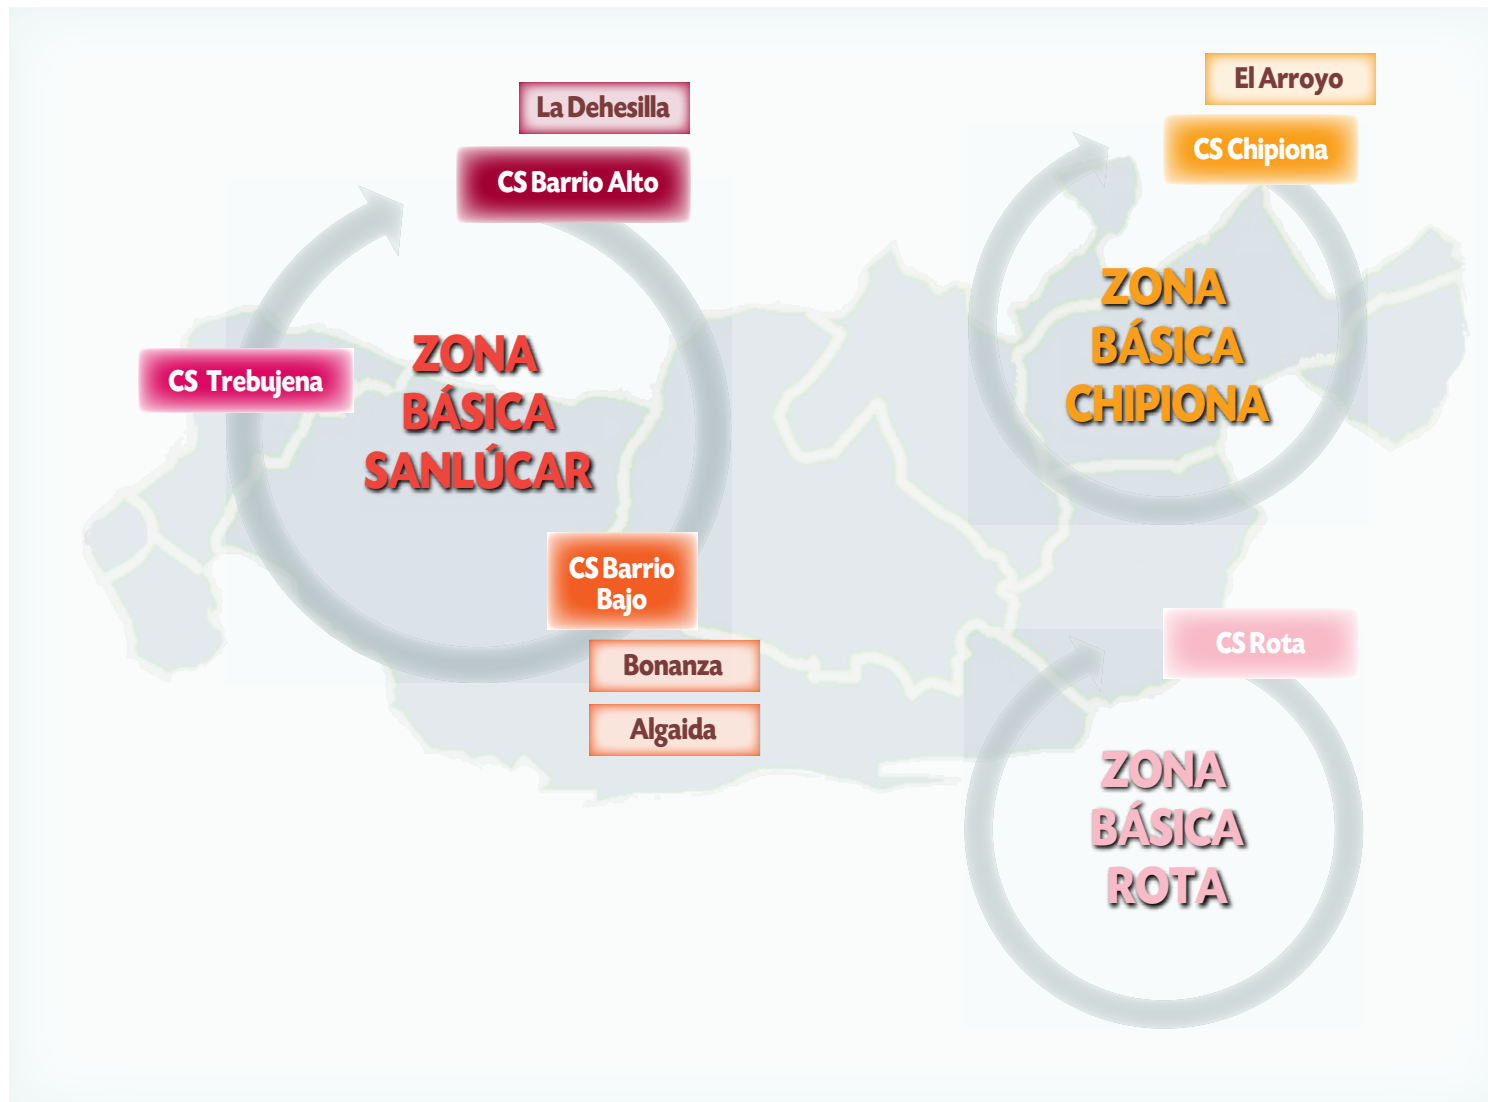 La Dehesilla
CS Barrio Alto
CS Trebujena
ZONA
BÁSICA
SANLÚCAR
CS Barrio
Bajo
Bonanza
Algaida
El Arroyo
CS Chipiona
ZONA
BÁSICA
CHIPIONA
CS Rota
ZONA
BÁSICA
ROTA